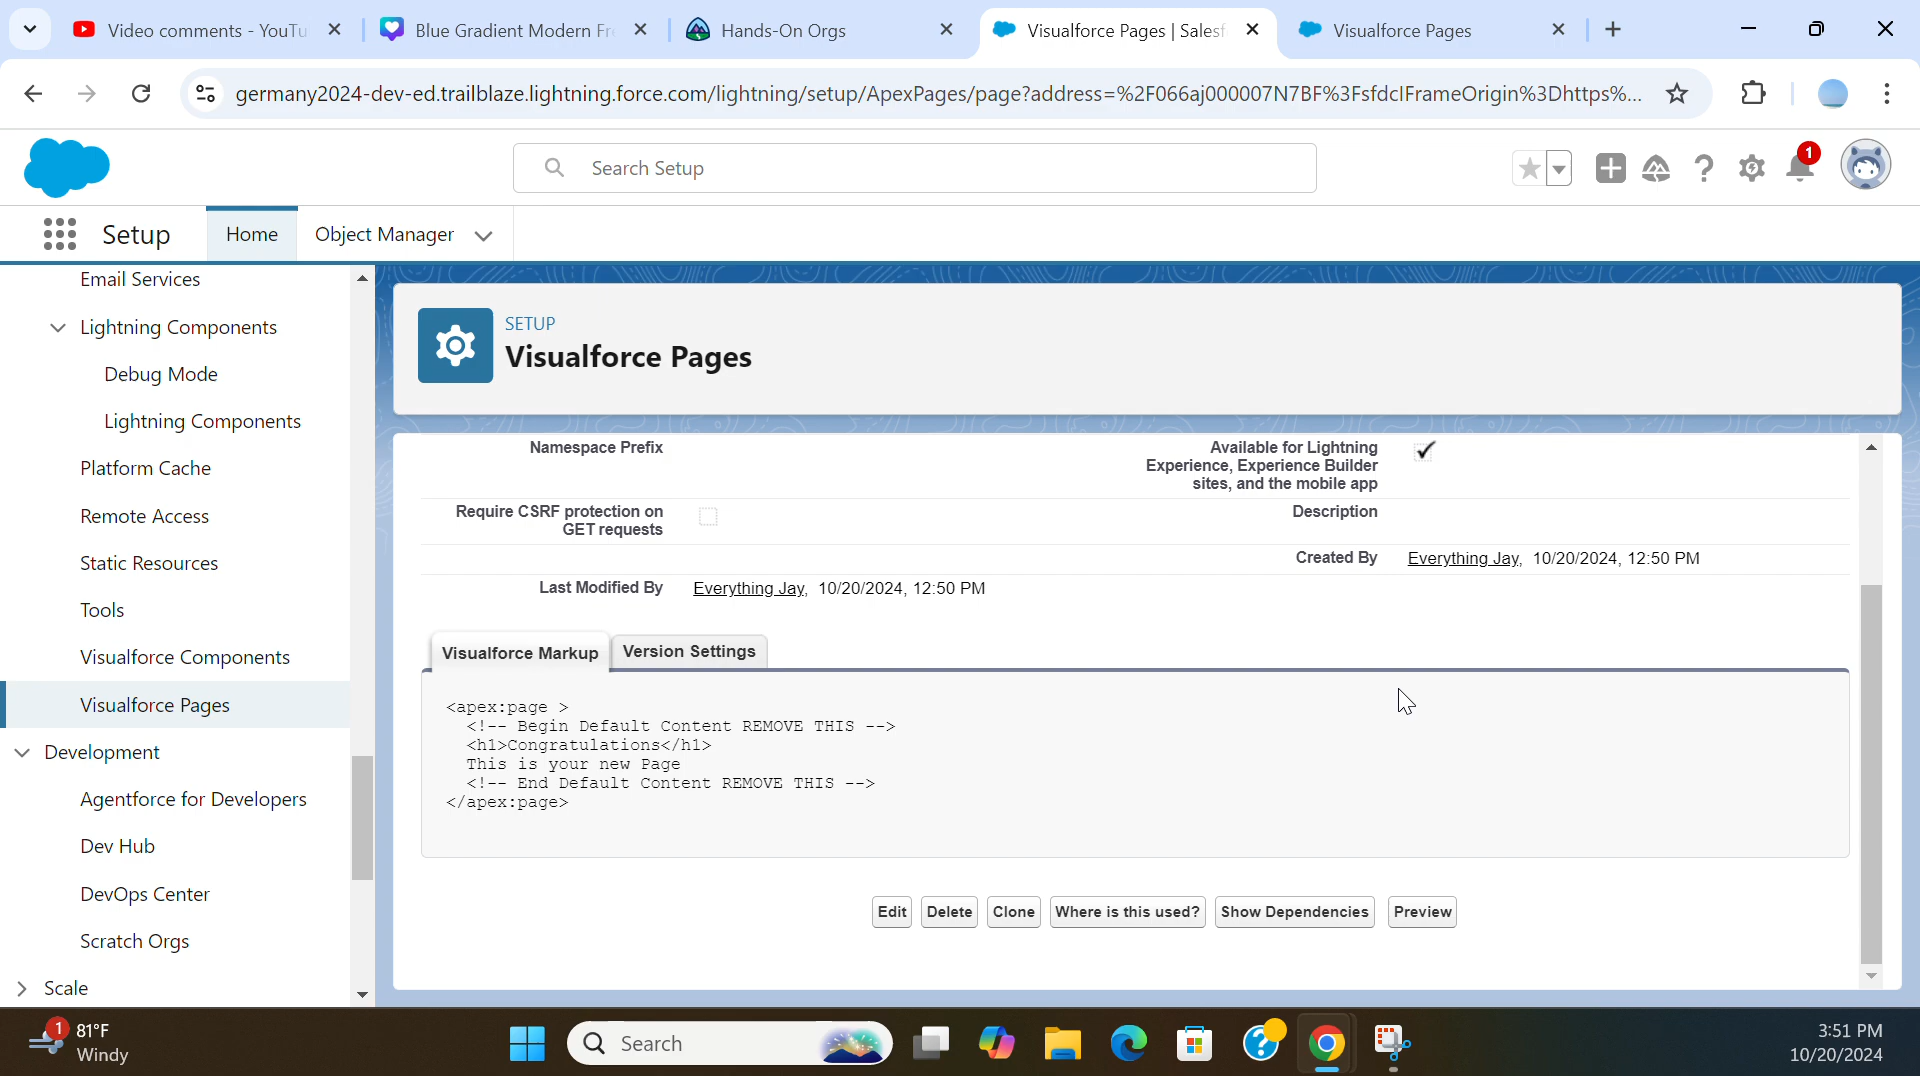 Video comments - YouTu
Blue Gradient Modern Fr
Hands-On Orgs
Visualforce Pages | Salesf
Visualforce Pages
germany2024-dev-ed.trailblaze.lightning.force.com/lightning/setup/ApexPages/page?address=%2F066aj000007N7BF%3FsfdcIFrameOrigin%3Dhttps%...
Search Setup
1
Setup
Home
Object Manager
Email Services
Lightning Components
Debug Mode
Lightning Components
Platform Cache
Remote Access
Static Resources
Tools
Visualforce Components
Visualforce Pages
Development
Agentforce for Developers
Dev Hub
DevOps Center
Scratch Orgs
Scale
SETUP
Visualforce Pages
Namespace Prefix
Available for Lightning
Experience, Experience Builder
sites, and the mobile app
Require CSRF protection on
GET requests
Description
Created By Everything Jay, 10/20/2024, 12:50 PM
Last Modified By Everything Jay, 10/20/2024, 12:50 PM
Visualforce Markup
Version Settings
<apex:page >
<!-- Begin Default Content REMOVE THIS -->
<h1>Congratulations</h1>
This is your new Page
<!-- End Default Content REMOVE THIS -->
</apex:page>
Edit
Delete
Clone
Where is this used?
Show Dependencies
Preview
1
81°F
Windy
Search
3:51 PM
10/20/2024